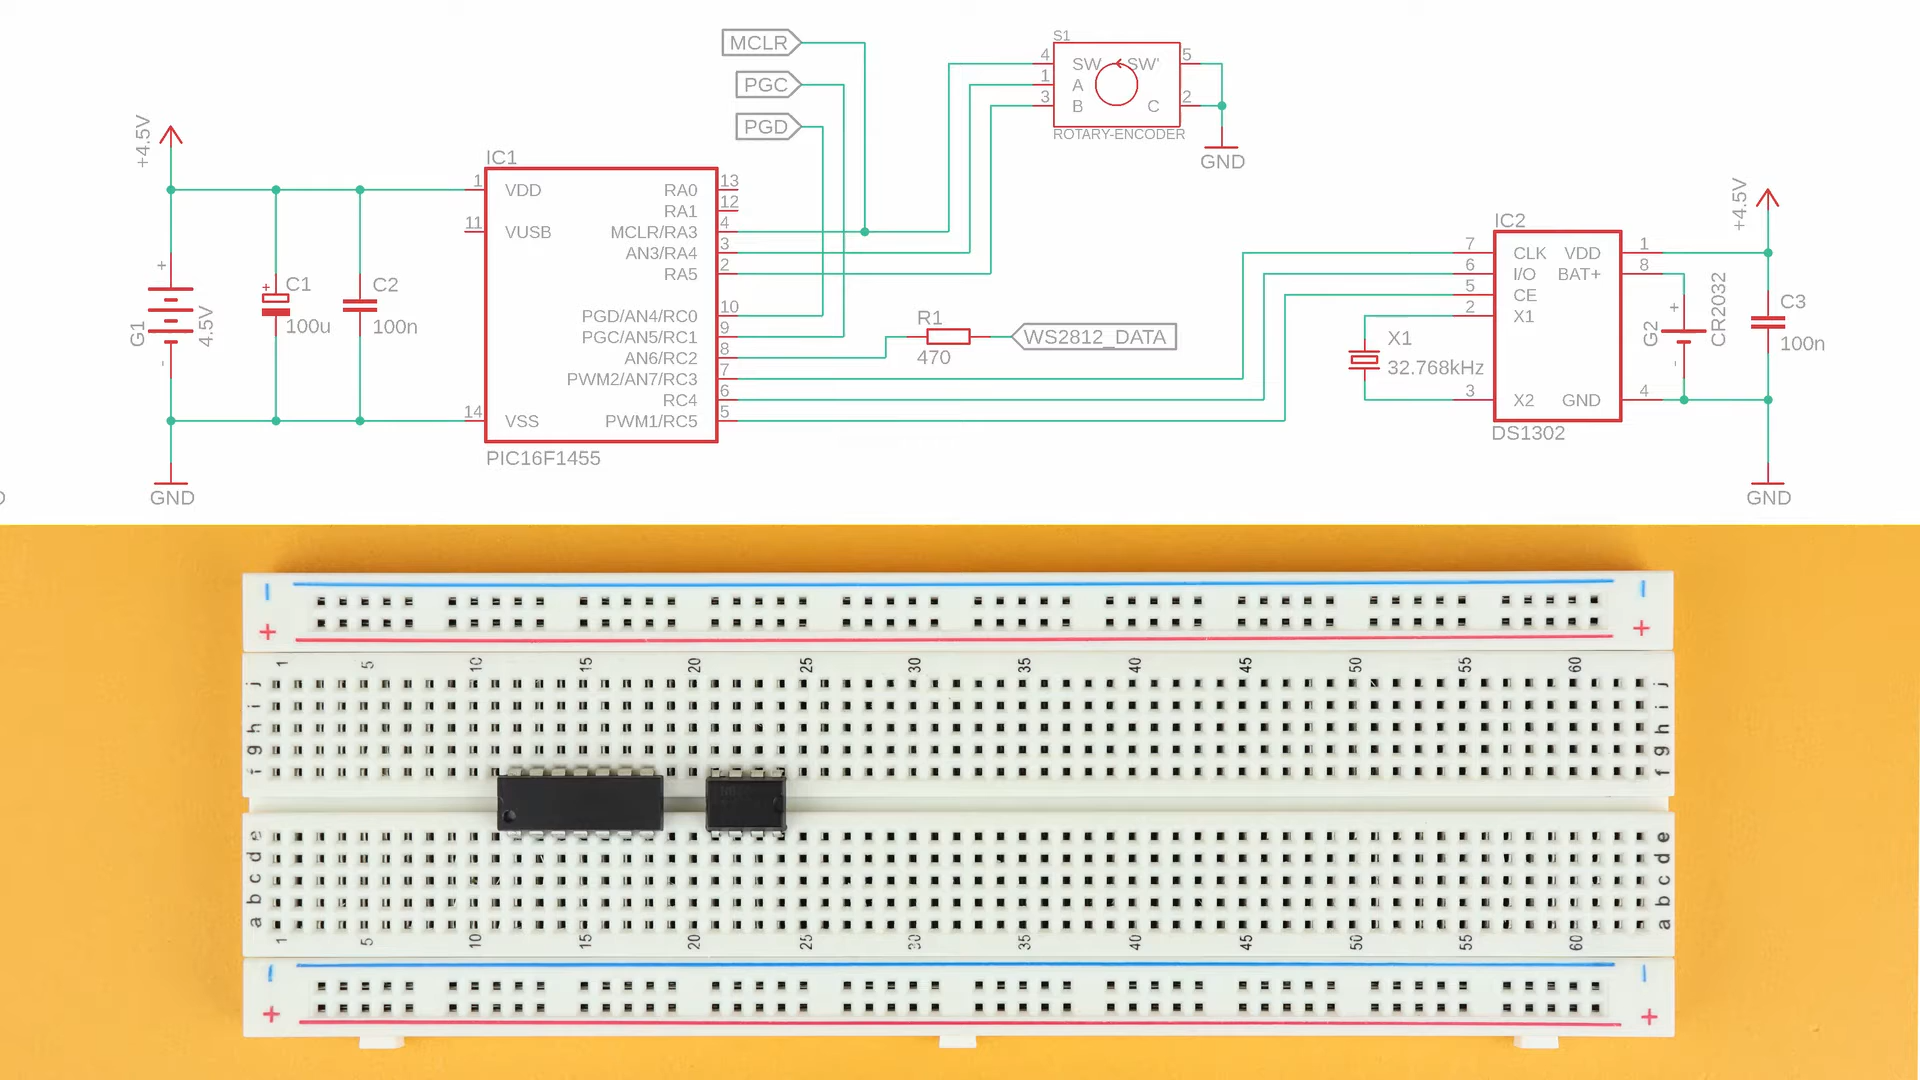 MCLR
PGC
PGD
S1
4 SW SW' 5
1 A
3 B C 2
ROTARY-ENCODER
GND
+4.5V
IC1
1 VDD RA0 13
RA1 12
11 VUSB MCLR/RA3 4
AN3/RA4 3
RA5 2
PGD/AN4/RC0 10
PGC/AN5/RC1 9
AN6/RC2 8
PWM2/AN7/RC3 7
RC4 6
14 VSS PWM1/RC5 5
PIC16F1455
+
G1
4.5V
-
+
C1
100u
C2
100n
GND
R1
470
WS2812_DATA
+4.5V
IC2
7 CLK VDD 1
6 I/O BAT+ 8
5 CE
2 X1
3 X2 GND 4
DS1302
X1
32.768kHz
+
G2
CR2032
-
C3
100n
GND
- -
+ +
1 5 10 15 20 25 30 35 40 45 50 55 60
j j
i i
h h
g g
f f
e e
d d
c c
b b
a a
1 5 10 15 20 25 30 35 40 45 50 55 60
- -
+ +